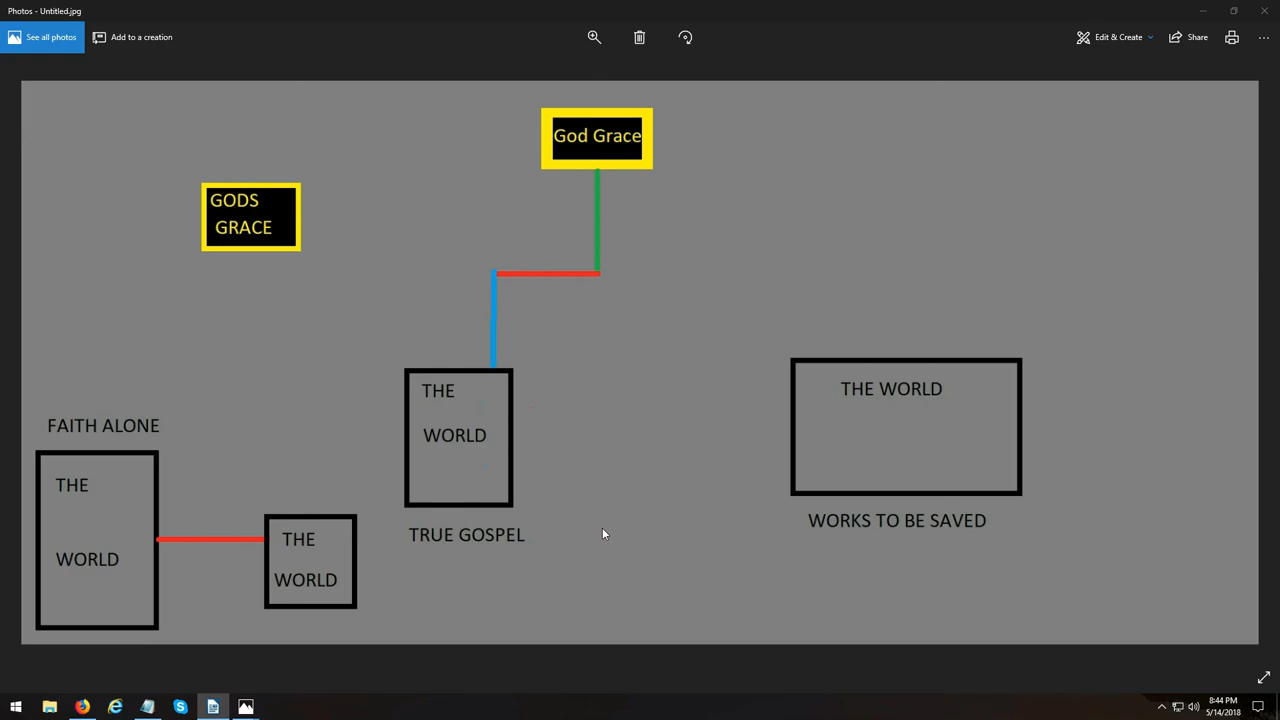 Photos - Untitled.jpg
See all photos
Add to a creation
Edit & Create
Share
God Grace
GODS
GRACE
THE
WORLD
TRUE GOSPEL
THE WORLD
WORKS TO BE SAVED
FAITH ALONE
THE
WORLD
THE
WORLD
8:44 PM
5/14/2018